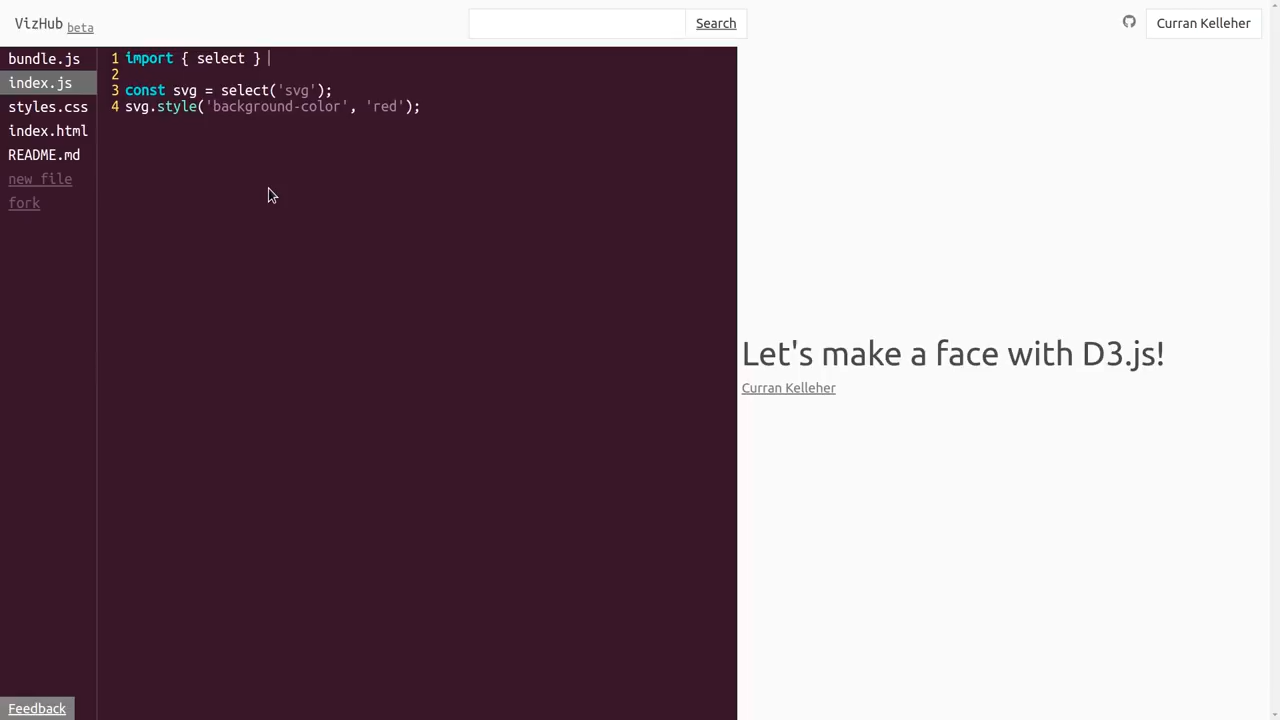 VizHub beta
Search
Curran Kelleher
bundle.js
index.js
styles.css
index.html
README.md
new file
fork
1 import { select }
2
3 const svg = select('svg');
4 svg.style('background-color', 'red');
Let's make a face with D3.js!
Curran Kelleher
Feedback